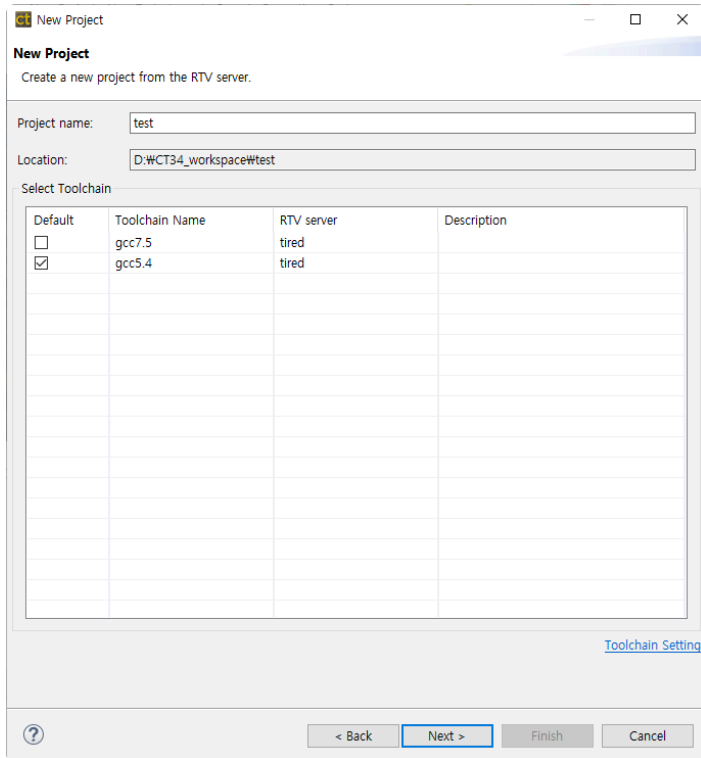 ct New Project
New Project
Create a new project from the RTV server.
Project name: test
Location: D:₩CT34_workspace₩test
Select Toolchain
Default Toolchain Name RTV server Description
gcc7.5 tired
gcc5.4 tired
Toolchain Setting
? < Back Next > Finish Cancel